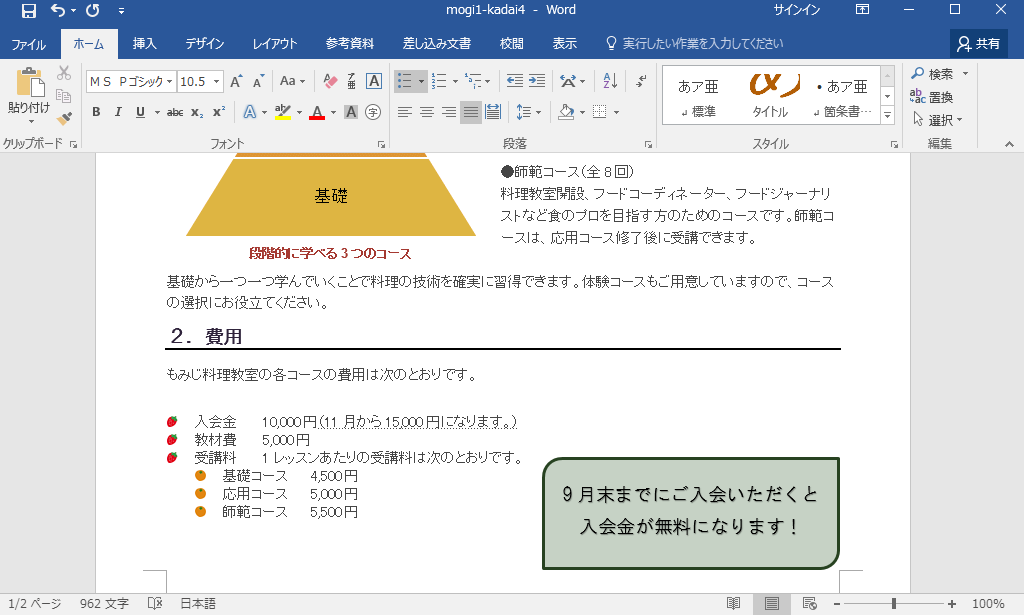 mogi1-kadai4 - Word
サインイン
ファイル ホーム 挿入 デザイン レイアウト 参考資料 差し込み文書 校閲 表示 実行したい作業を入力してください 共有
貼り付け
ＭＳ Ｐゴシック 10.5
Aa
B I U abc x₂ x²
あア亜 標準
タイトル
・あア亜 箇条書…
検索
置換
選択
クリップボード フォント 段落 スタイル 編集
基礎
段階的に学べる３つのコース
●師範コース（全８回）
料理教室開設、フードコーディネーター、フードジャーナリ
ストなど食のプロを目指す方のためのコースです。師範コ
ースは、応用コース修了後に受講できます。
基礎から一つ一つ学んでいくことで料理の技術を確実に習得できます。体験コースもご用意していますので、コース
の選択にお役立てください。
２．費用
もみじ料理教室の各コースの費用は次のとおりです。
入会金 10,000円（11月から15,000円になります。）
教材費 5,000円
受講料 1レッスンあたりの受講料は次のとおりです。
基礎コース 4,500円
応用コース 5,000円
師範コース 5,500円
９月末までにご入会いただくと
入会金が無料になります！
1/2 ページ 962 文字 日本語 100%